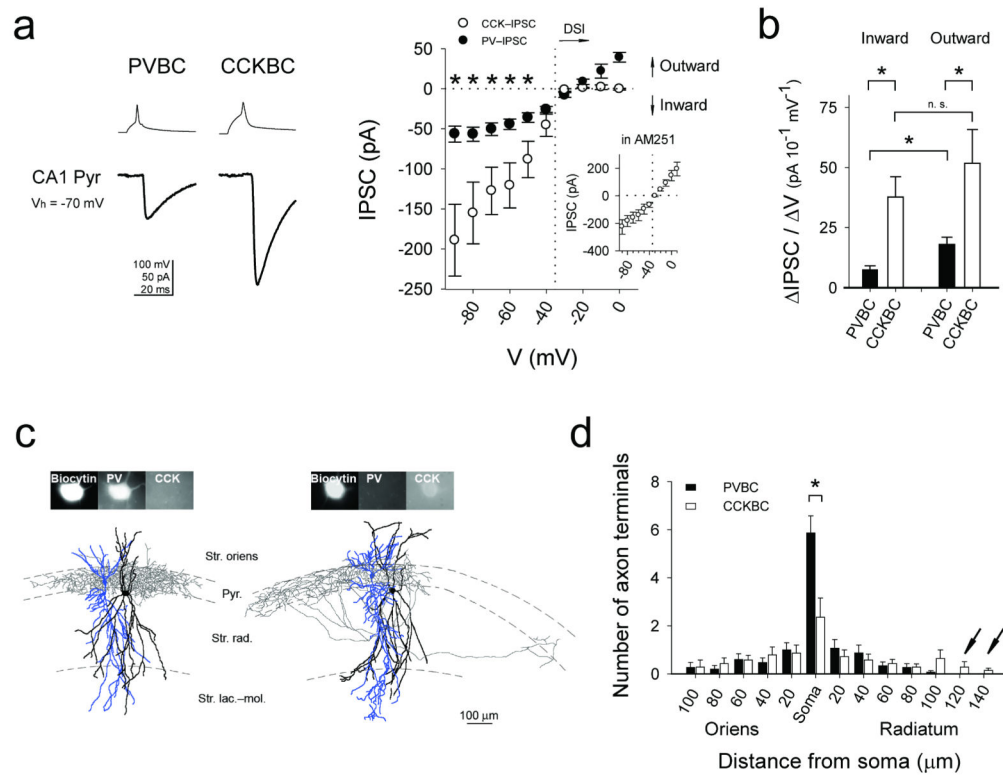 a
PVBC
CCKBC
CA1 Pyr
Vh = -70 mV
100 mV
50 pA
20 ms
CCK–IPSC
PV–IPSC
DSI
50
0
-50
-100
-150
-200
-250
IPSC (pA)
* * * * *
Outward
Inward
in AM251
200
0
-200
-400
IPSC (pA)
-80
-40
0
-80
-60
-40
-20
0
V (mV)
b
Inward
Outward
*
*
n. s.
*
75
50
25
0
ΔIPSC / ΔV (pA 10⁻¹ mV⁻¹)
PVBC
CCKBC
PVBC
CCKBC
c
Biocytin
PV
CCK
Biocytin
PV
CCK
Str. oriens
Pyr.
Str. rad.
Str. lac.–mol.
100 μm
d
PVBC
CCKBC
*
8
6
4
2
0
Number of axon terminals
100
80
60
40
20
Soma
20
40
60
80
100
120
140
Oriens
Radiatum
Distance from soma (μm)